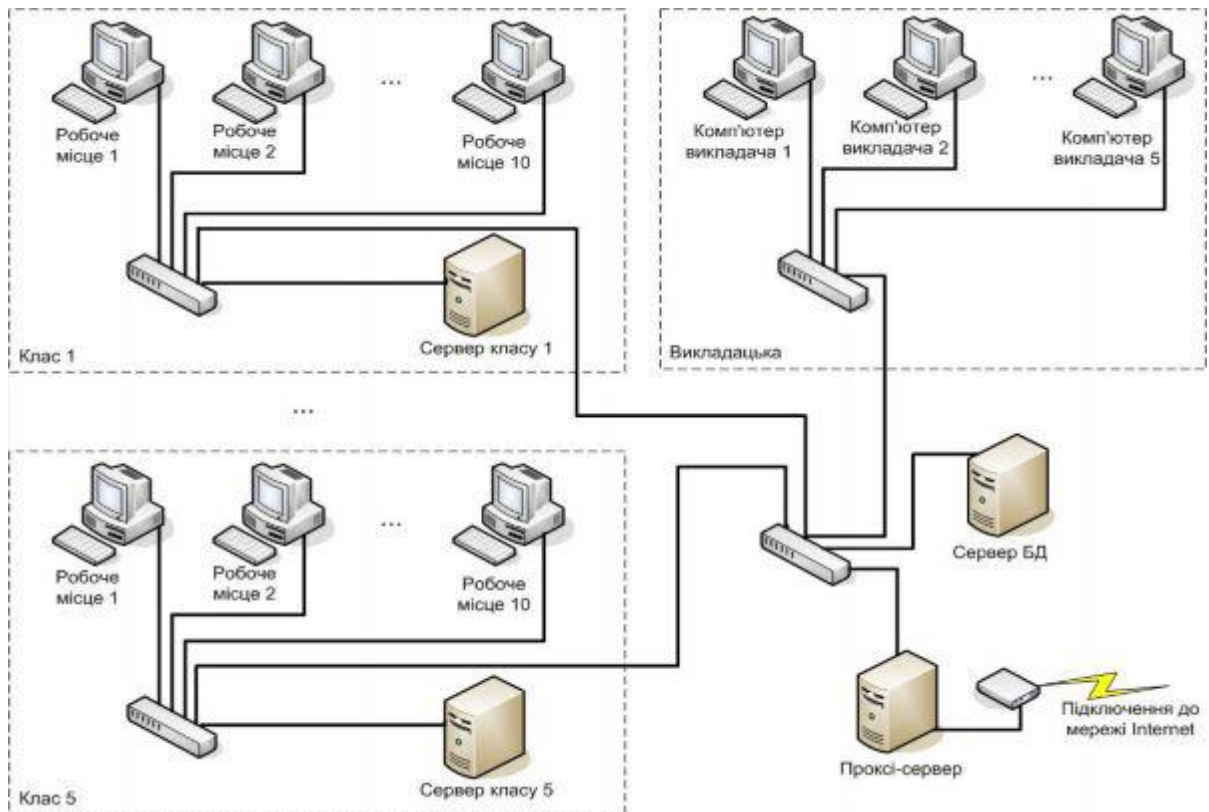 Робоче
місце 1
Робоче
місце 2
...
Робоче
місце 10
Сервер класу 1
Клас 1
Комп'ютер
викладача 1
Комп'ютер
викладача 2
...
Комп'ютер
викладача 5
Викладацька
...
Робоче
місце 1
Робоче
місце 2
...
Робоче
місце 10
Сервер класу 5
Клас 5
Сервер БД
Проксі-сервер
Підключення до
мережі Internet